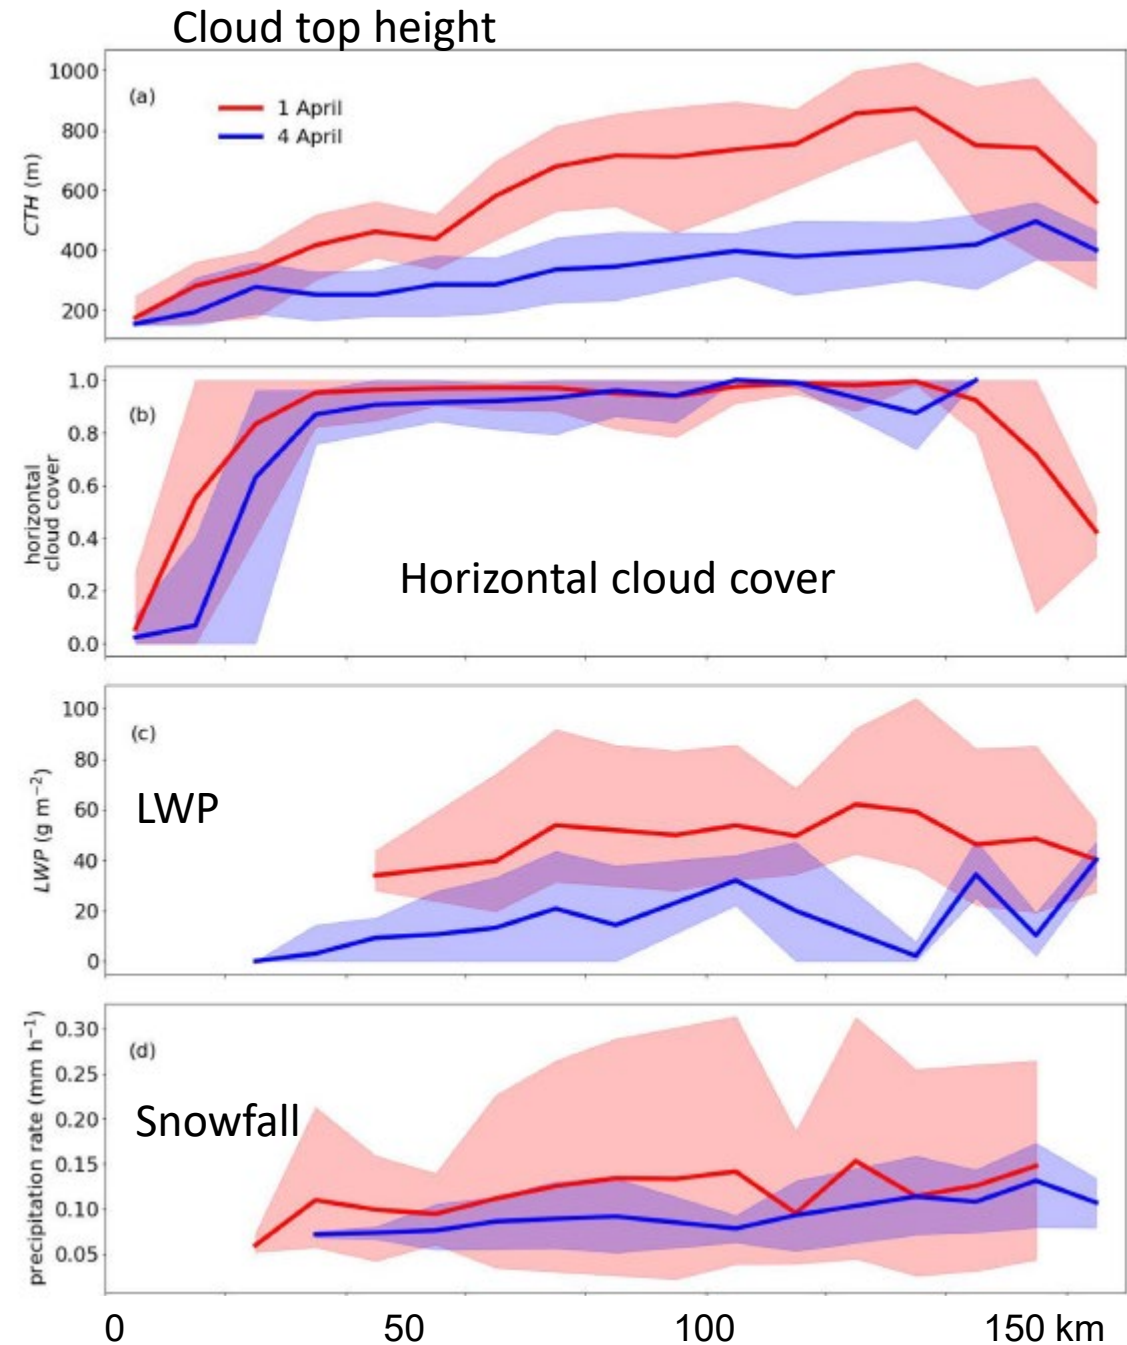 Cloud top height
1000
800
600
400
200
CTH (m)
(a)
1 April
4 April
1.0
0.8
0.6
0.4
0.2
0.0
horizontal
cloud cover
(b)
Horizontal cloud cover
100
80
60
40
20
0
LWP (g m⁻²)
(c)
LWP
0.30
0.25
0.20
0.15
0.10
0.05
precipitation rate (mm h⁻¹)
(d)
Snowfall
0 50 100 150 km